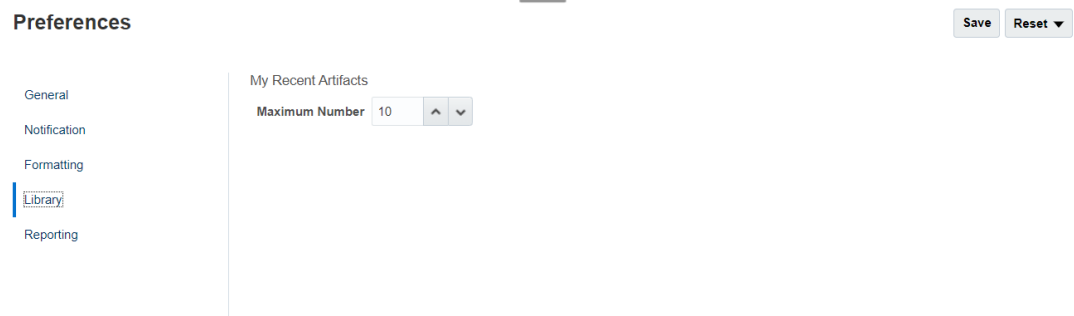 Preferences
Save
Reset
General
Notification
Formatting
Library
Reporting
My Recent Artifacts
Maximum Number 10